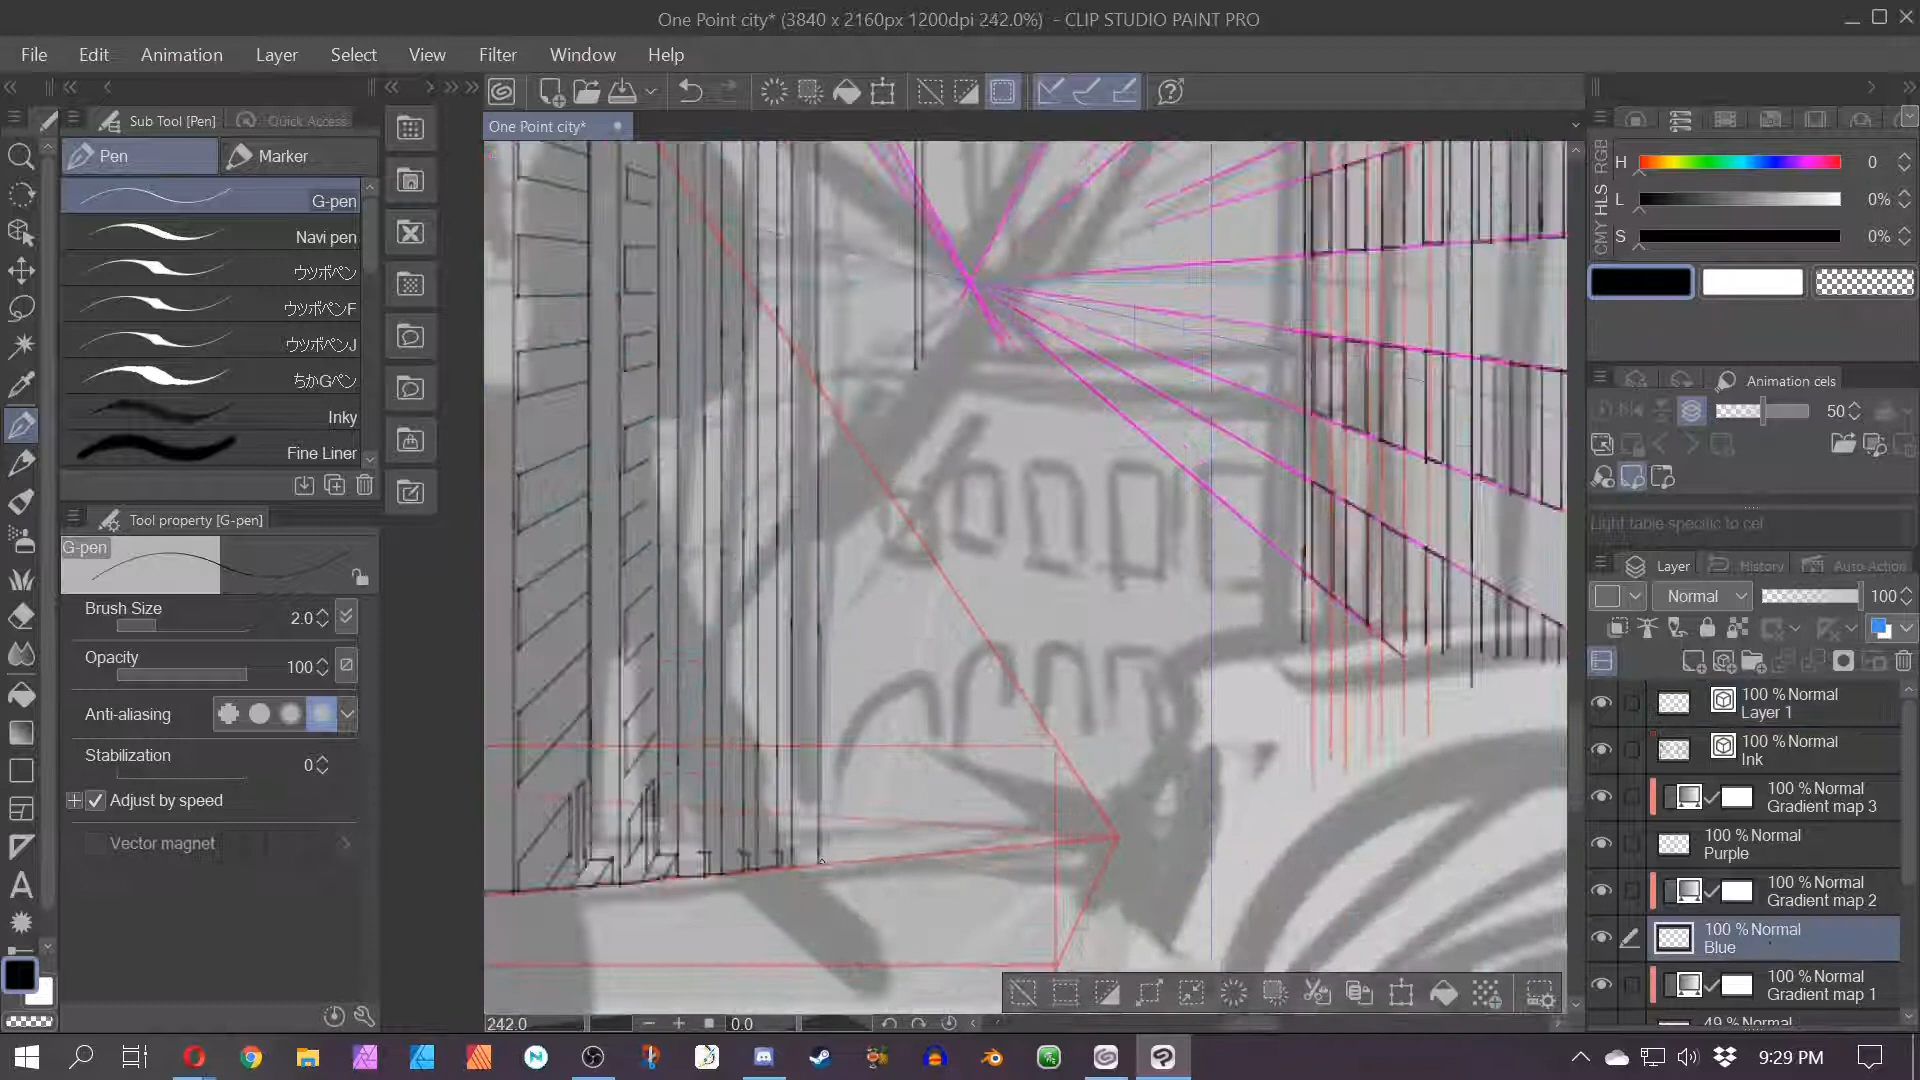 One Point city* (3840 x 2160px 1200dpi 242.0%) - CLIP STUDIO PAINT PRO
File Edit Animation Layer Select View Filter Window Help
Sub Tool [Pen] Quick Access
One Point city*
Pen Marker
G-pen
Navi pen
ウツボペン
ウツボペンF
ウツボペンJ
ちかGペン
Inky
Fine Liner
Tool property [G-pen]
G-pen
Brush Size 2.0
Opacity 100
Anti-aliasing
Stabilization 0
Adjust by speed
Vector magnet
242.0 0.0
RGB
HLS
CMY
H 0
L 0%
S 0%
Animation cels
50
Light table specific to cel
Layer History Auto Action
Normal 100
100 % Normal
Layer 1
100 % Normal
Ink
100 % Normal
Gradient map 3
100 % Normal
Purple
100 % Normal
Gradient map 2
100 % Normal
Blue
100 % Normal
Gradient map 1
49 % Normal
9:29 PM